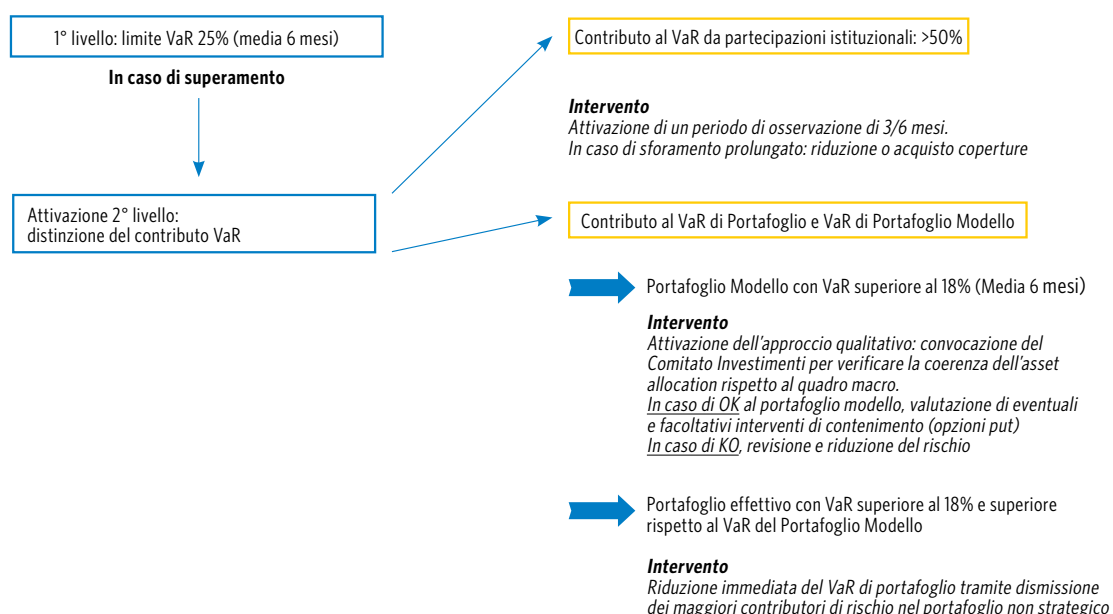 1° livello: limite VaR 25% (media 6 mesi)
In caso di superamento
Attivazione 2° livello:
distinzione del contributo VaR
Contributo al VaR da partecipazioni istituzionali: >50%
Intervento
Attivazione di un periodo di osservazione di 3/6 mesi.
In caso di sforamento prolungato: riduzione o acquisto coperture
Contributo al VaR di Portafoglio e VaR di Portafoglio Modello
Portafoglio Modello con VaR superiore al 18% (Media 6 mesi)
Intervento
Attivazione dell'approccio qualitativo: convocazione del
Comitato Investimenti per verificare la coerenza dell'asset
allocation rispetto al quadro macro.
In caso di OK al portafoglio modello, valutazione di eventuali
e facoltativi interventi di contenimento (opzioni put)
In caso di KO, revisione e riduzione del rischio
Portafoglio effettivo con VaR superiore al 18% e superiore
rispetto al VaR del Portafoglio Modello
Intervento
Riduzione immediata del VaR di portafoglio tramite dismissione
dei maggiori contributori di rischio nel portafoglio non strategico